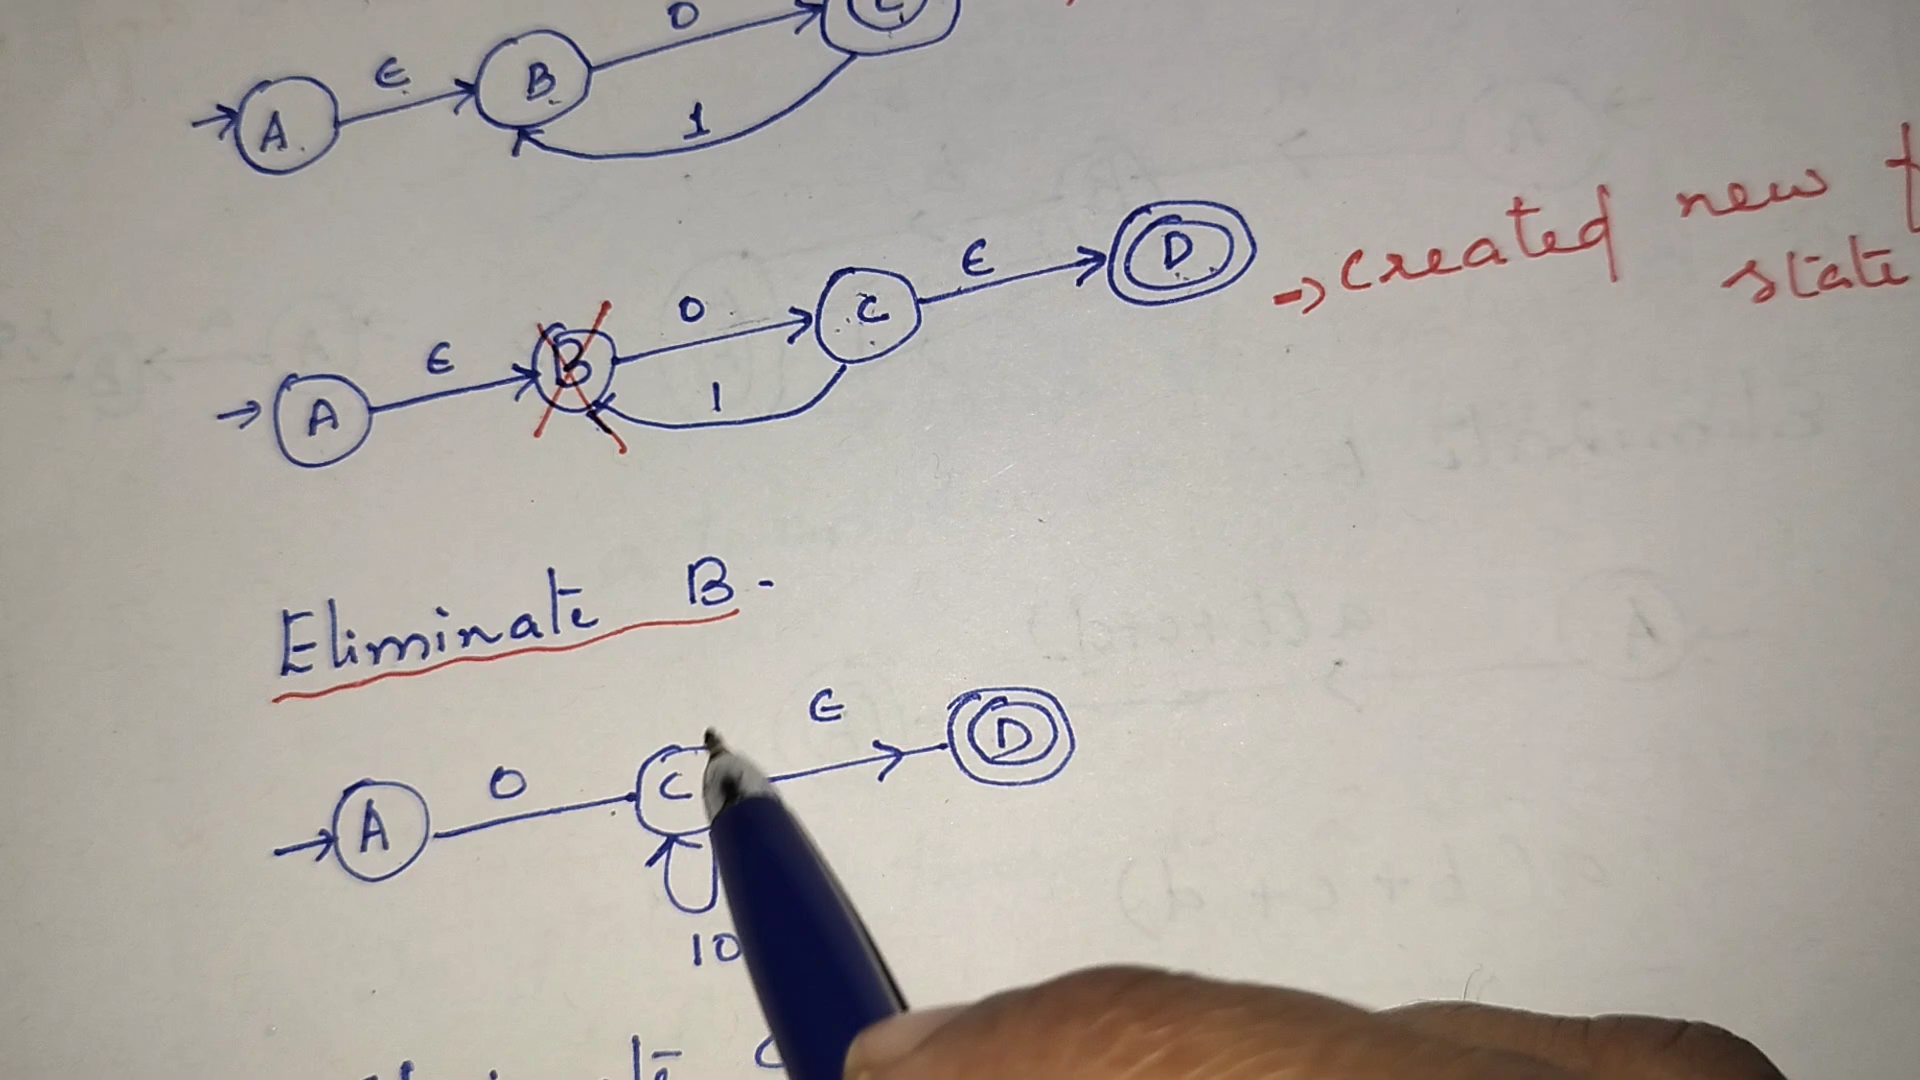 0
A ϵ B C
1
→ created new
state
A ϵ B 0 C ϵ D
1
Eliminate B.
A 0 C ϵ D
10